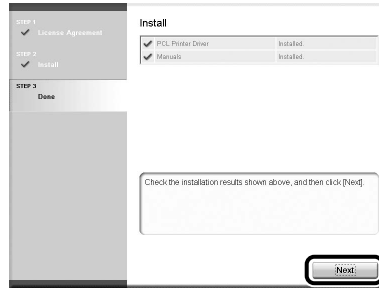 STEP 1
License Agreement
STEP 2
Install
STEP 3
Done
Install
PCL Printer Driver Installed.
Manuals Installed.
Check the installation results shown above, and then click [Next].
Next